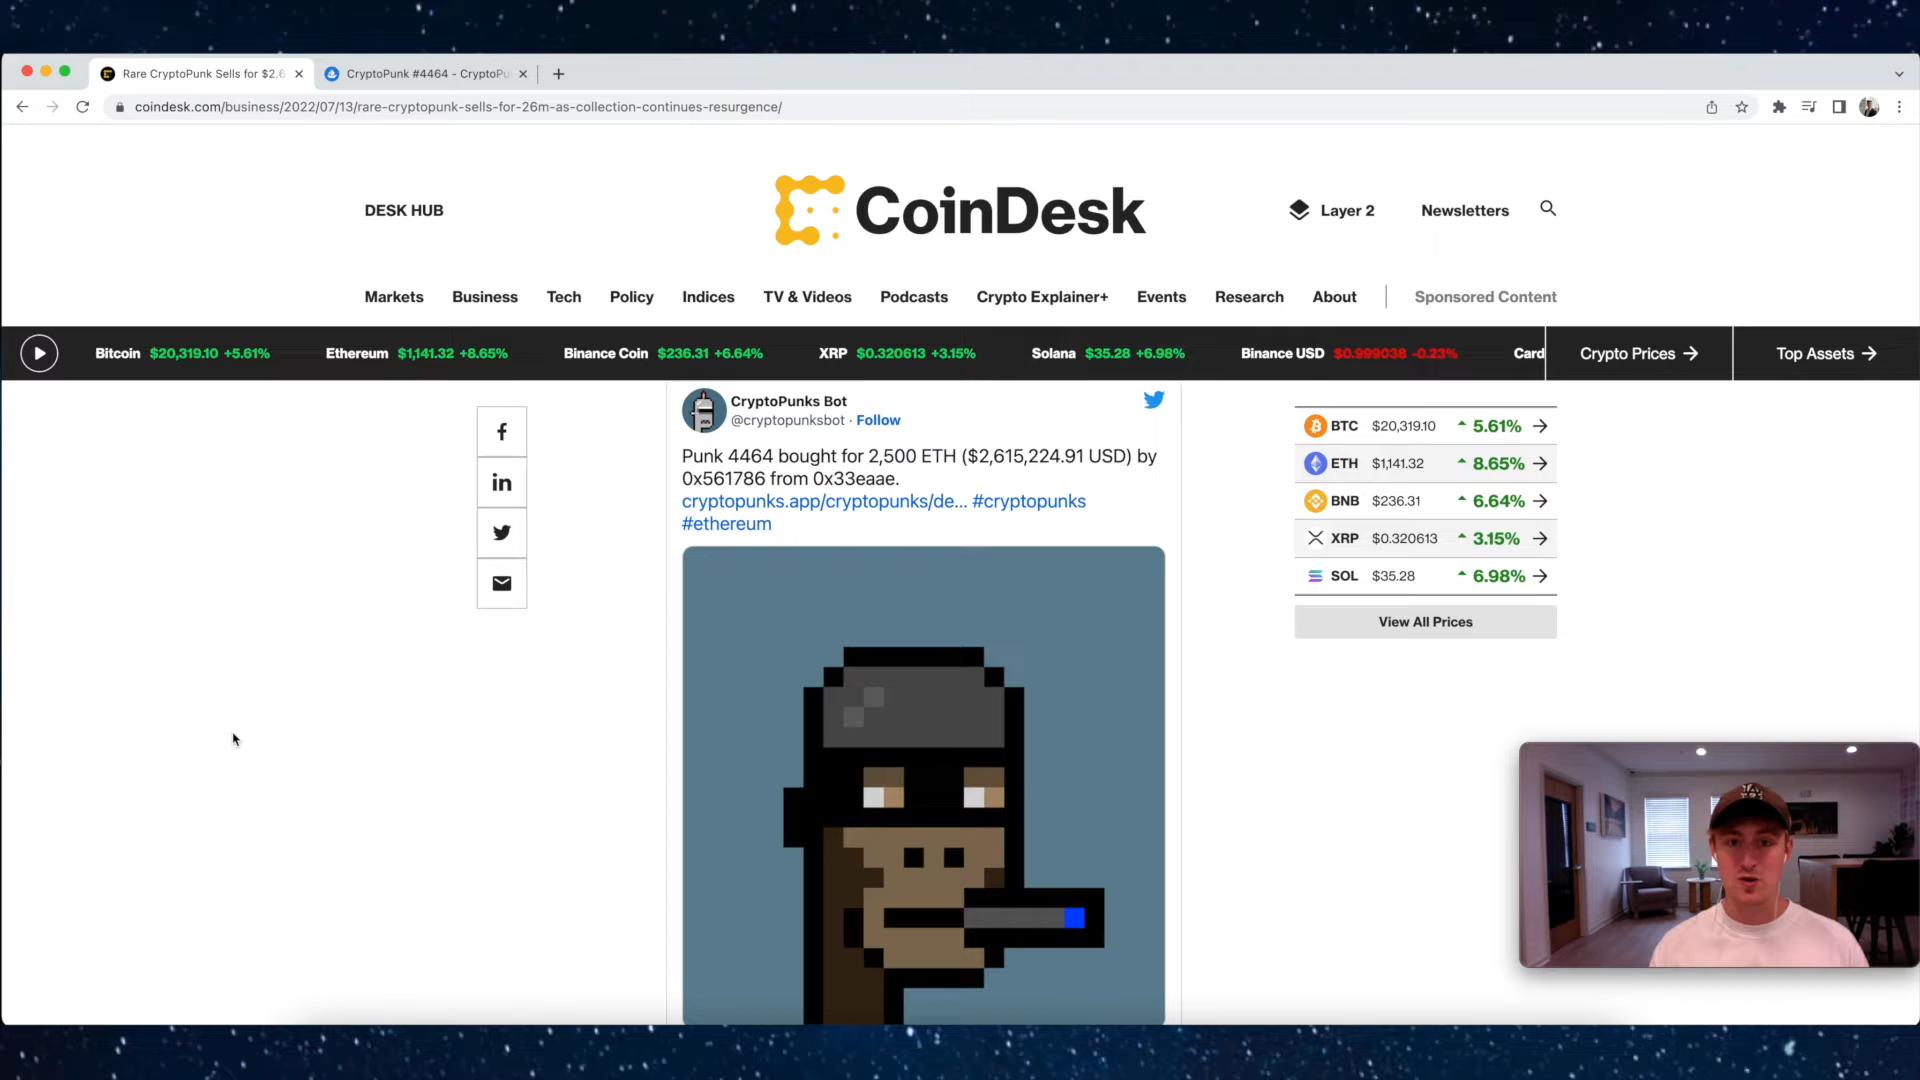 Rare CryptoPunk Sells for $2.6
CryptoPunk #4464 - CryptoPu
coindesk.com/business/2022/07/13/rare-cryptopunk-sells-for-26m-as-collection-continues-resurgence/
DESK HUB
CoinDesk
Layer 2
Newsletters
Markets Business Tech Policy Indices TV & Videos Podcasts Crypto Explainer+ Events Research About Sponsored Content
Bitcoin $20,319.10 +5.61% Ethereum $1,141.32 +8.65% Binance Coin $236.31 +6.64% XRP $0.320613 +3.15% Solana $35.28 +6.98% Binance USD $0.999038 -0.23% Card Crypto Prices → Top Assets →
f
in
CryptoPunks Bot
@cryptopunksbot · Follow
Punk 4464 bought for 2,500 ETH ($2,615,224.91 USD) by
0x561786 from 0x33eaae.
cryptopunks.app/cryptopunks/de... #cryptopunks
#ethereum
BTC $20,319.10 5.61%
ETH $1,141.32 8.65%
BNB $236.31 6.64%
XRP $0.320613 3.15%
SOL $35.28 6.98%
View All Prices
LA